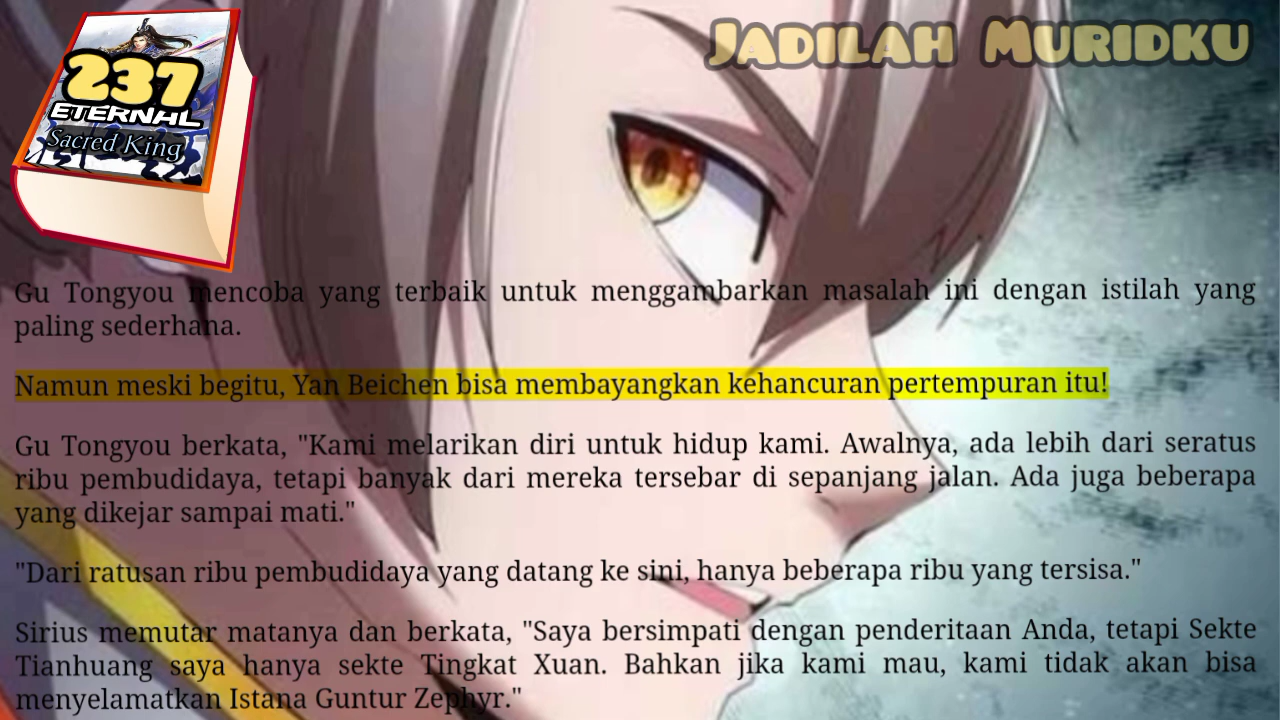 237
ETERNAL
Sacred King
JADILAH MURIDKU
Gu Tongyou mencoba yang terbaik untuk menggambarkan masalah ini dengan istilah yang
paling sederhana.
Namun meski begitu, Yan Beichen bisa membayangkan kehancuran pertempuran itu!
Gu Tongyou berkata, "Kami melarikan diri untuk hidup kami. Awalnya, ada lebih dari seratus
ribu pembudidaya, tetapi banyak dari mereka tersebar di sepanjang jalan. Ada juga beberapa
yang dikejar sampai mati."
"Dari ratusan ribu pembudidaya yang datang ke sini, hanya beberapa ribu yang tersisa."
Sirius memutar matanya dan berkata, "Saya bersimpati dengan penderitaan Anda, tetapi Sekte
Tianhuang saya hanya sekte Tingkat Xuan. Bahkan jika kami mau, kami tidak akan bisa
menyelamatkan Istana Guntur Zephyr."